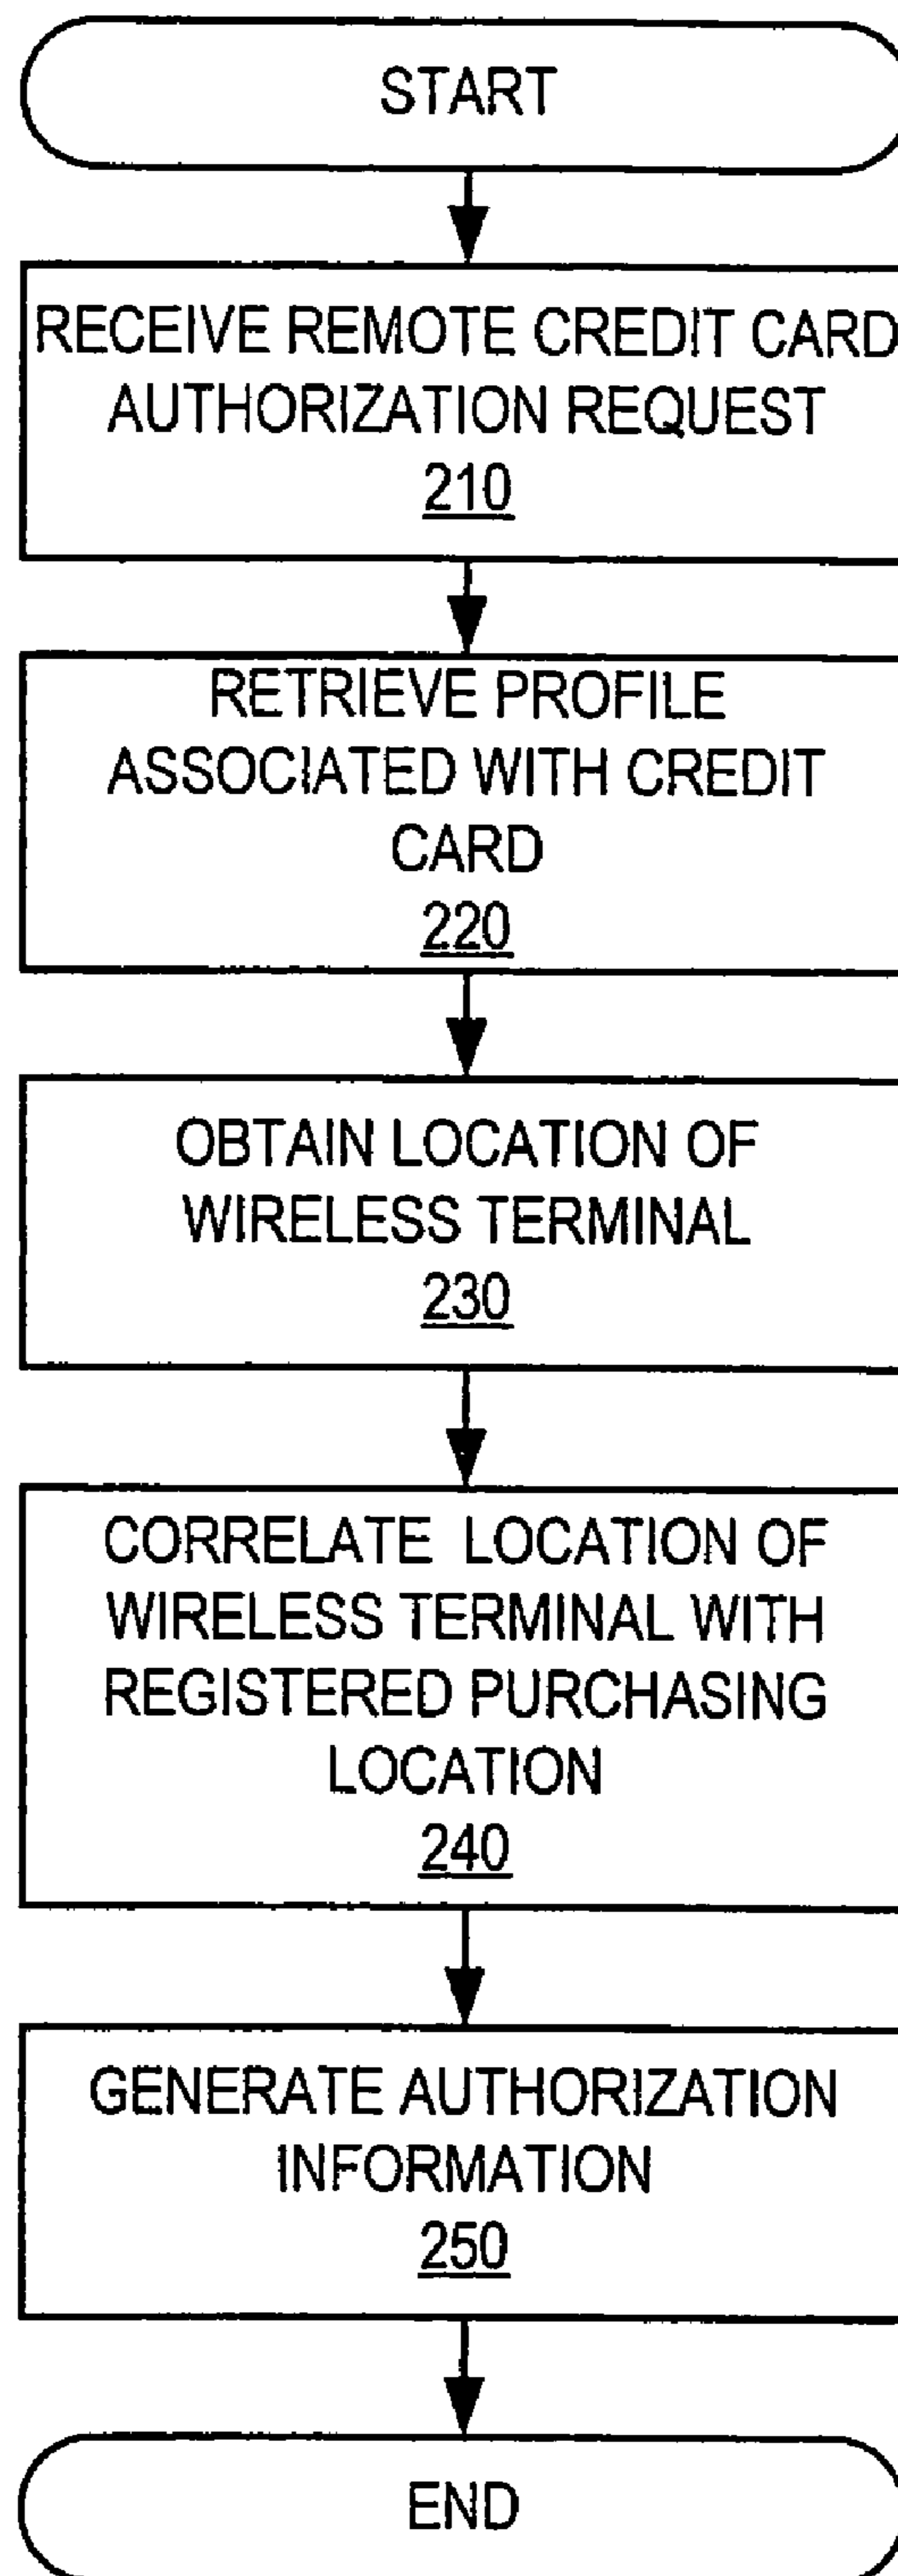 START
RECEIVE REMOTE CREDIT CARD
AUTHORIZATION REQUEST
210
RETRIEVE PROFILE
ASSOCIATED WITH CREDIT
CARD
220
OBTAIN LOCATION OF
WIRELESS TERMINAL
230
CORRELATE LOCATION OF
WIRELESS TERMINAL WITH
REGISTERED PURCHASING
LOCATION
240
GENERATE AUTHORIZATION
INFORMATION
250
END